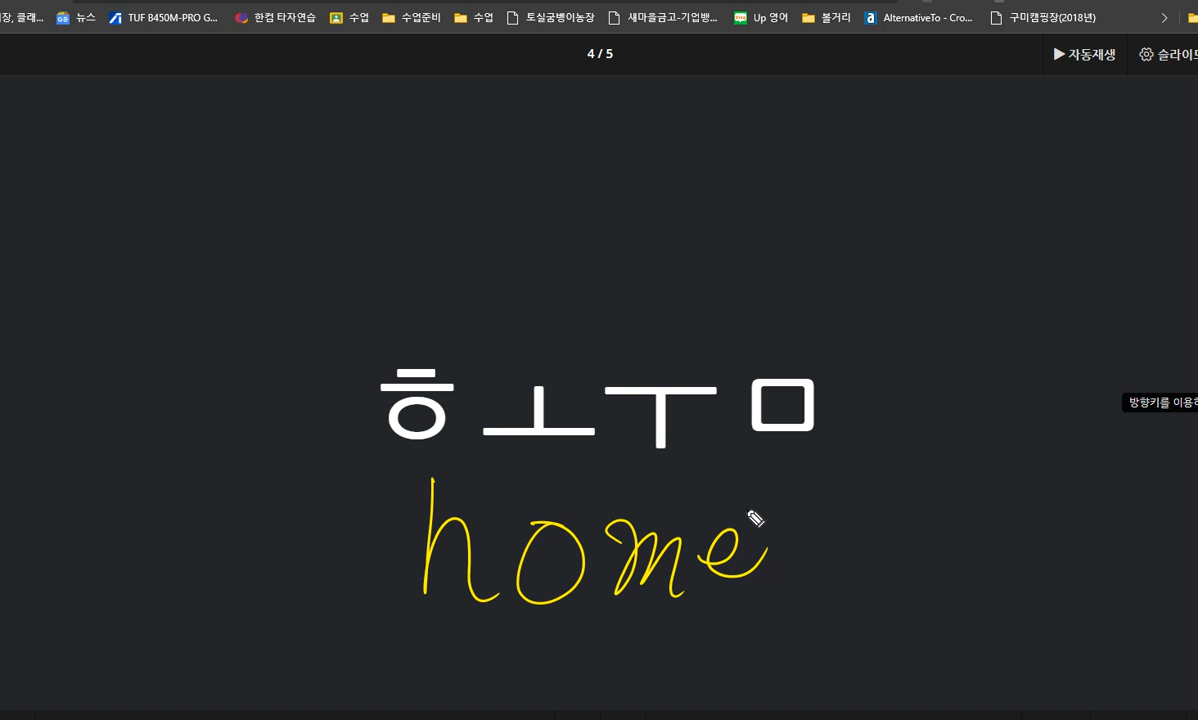 장, 클래... 뉴스 TUF B450M-PRO G... 한컴 타자연습 수업 수업준비 수업 토실굼벵이농장 새마을금고-기업뱅... Up 영어 볼거리 AlternativeTo - Cro... 구미캠핑장(2018년)
4 / 5 ▶ 자동재생 슬라이드
ㅎㅗㅜㅁ
방향키를 이용하
home